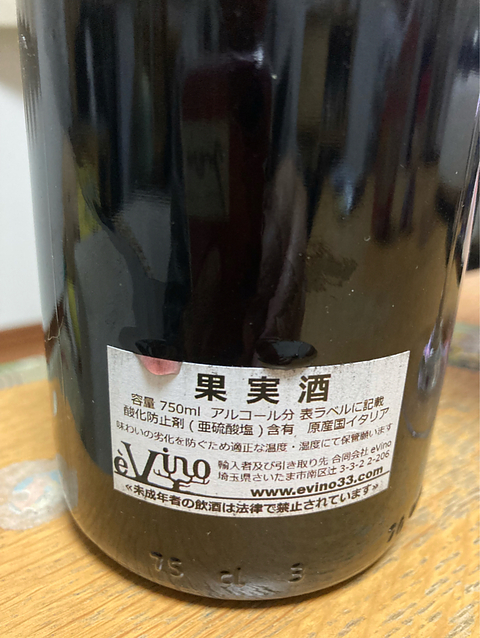 果実酒
容量 750ml アルコール分 表ラベルに記載
酸化防止剤(亜硫酸塩)含有、原産国イタリア
味わいの劣化を防ぐため適正な温度・湿度にて保管願います
èVino
輸入者及び引き取り先 合同会社 èVino
埼玉県さいたま市南区辻 3-3-2 2-206
www.evino33.com
≪未成年者の飲酒は法律で禁止されています≫
75 cl